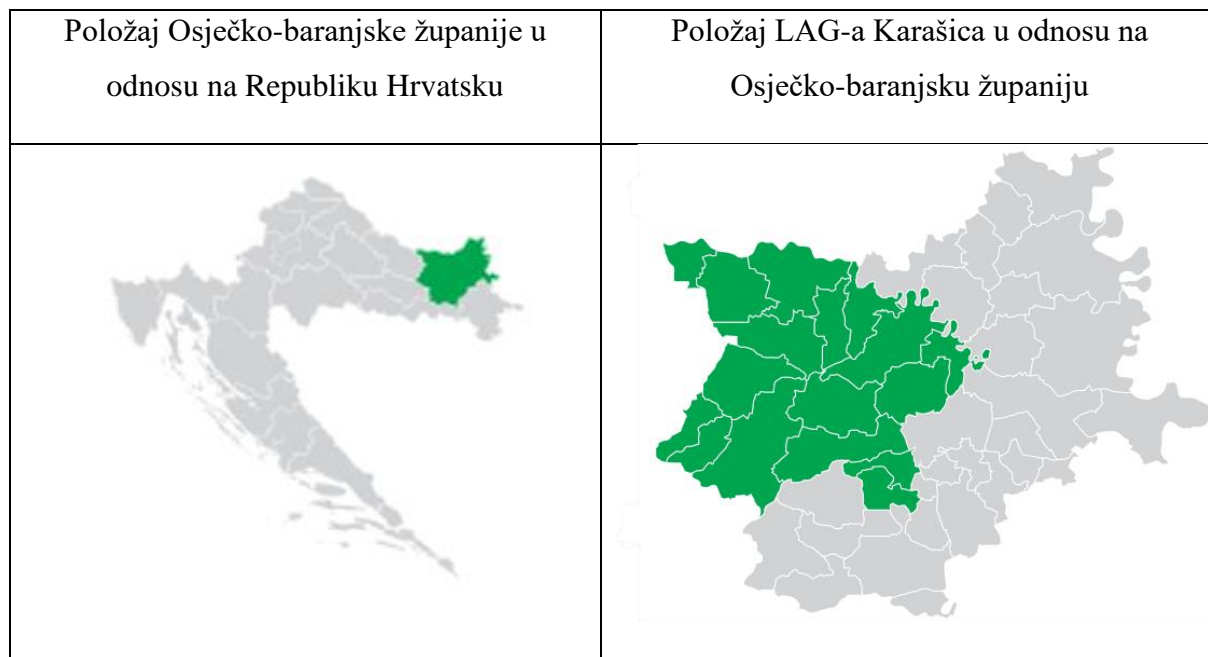 Položaj Osječko-baranjske županije u
odnosu na Republiku Hrvatsku
Položaj LAG-a Karašica u odnosu na
Osječko-baranjsku županiju